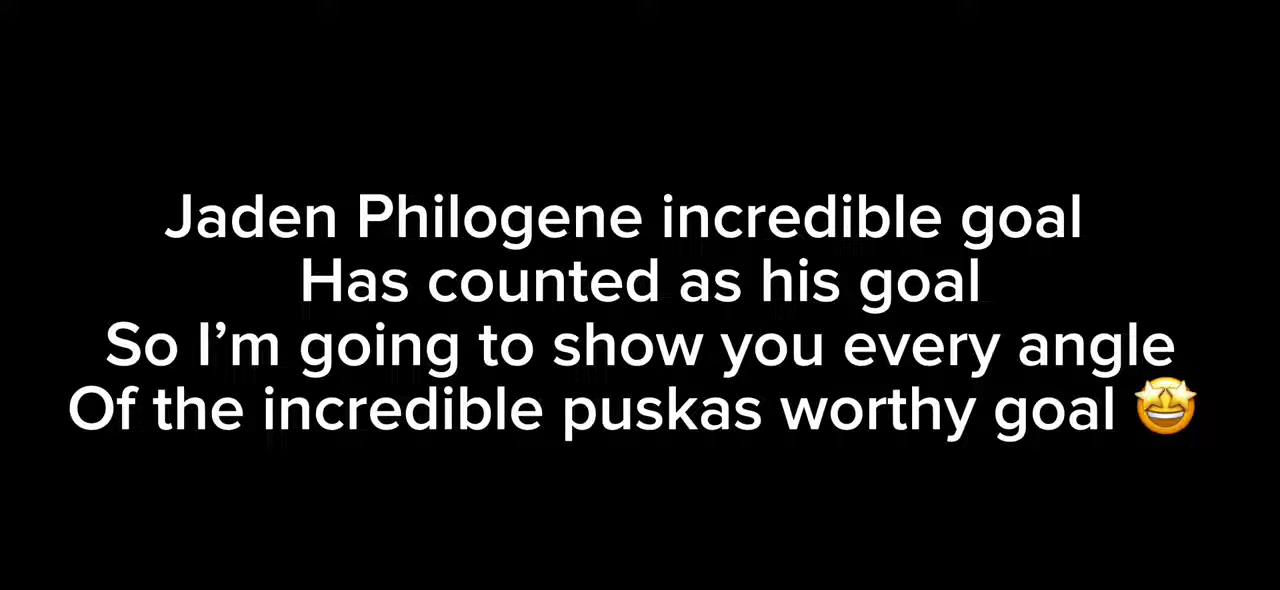 Jaden Philogene incredible goal
Has counted as his goal
So I’m going to show you every angle
Of the incredible puskas worthy goal 🤩